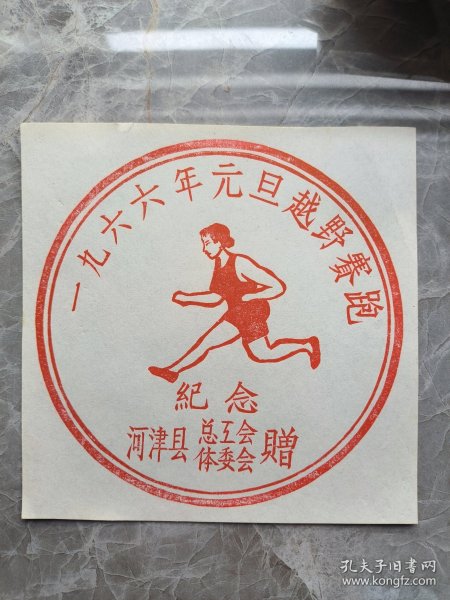 一九六六年元旦越野賽跑
紀念
河津县 总工会 体委会 贈
孔夫子旧书网
www.kongfz.com